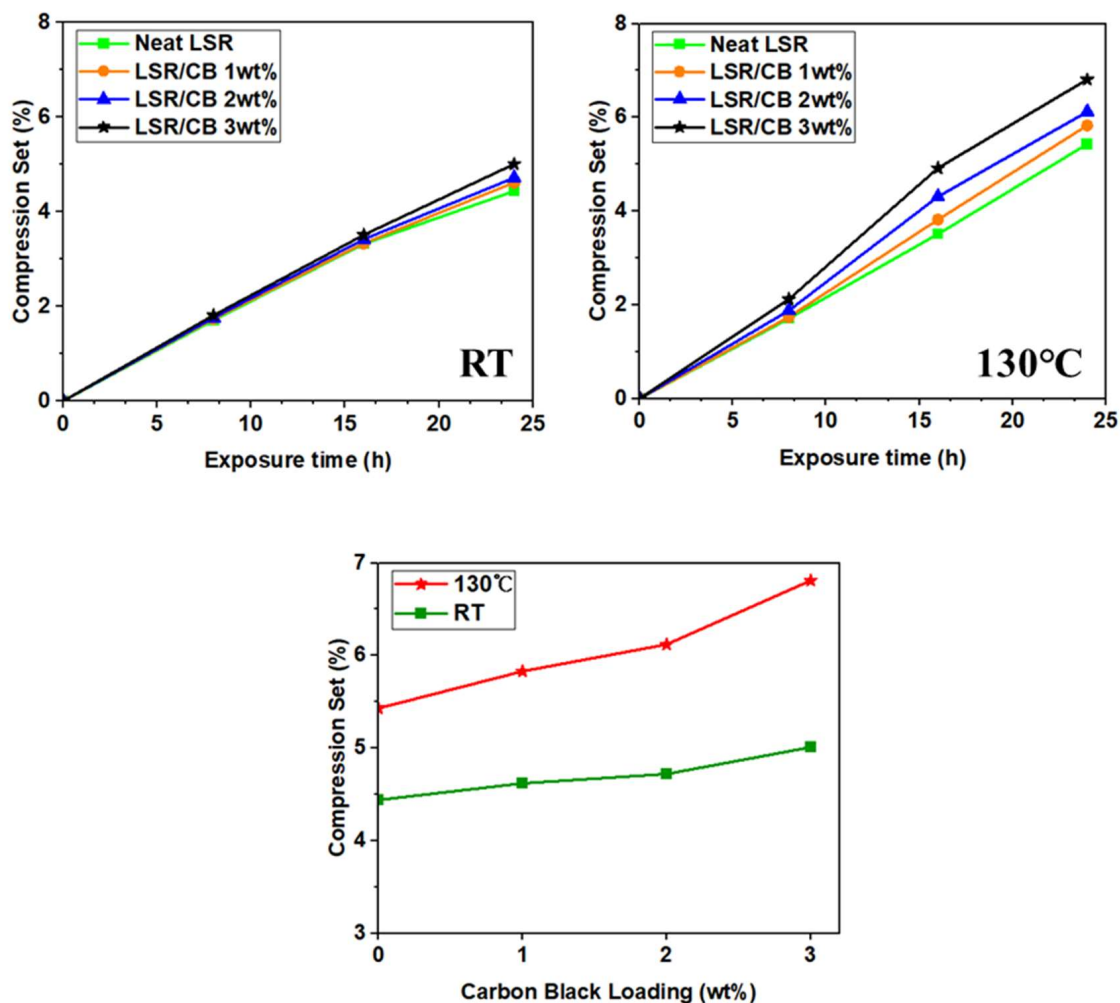 8
6
4
2
0
Compression Set (%)
Neat LSR
LSR/CB 1wt%
LSR/CB 2wt%
LSR/CB 3wt%
RT
0 5 10 15 20 25
Exposure time (h)
8
6
4
2
0
Compression Set (%)
Neat LSR
LSR/CB 1wt%
LSR/CB 2wt%
LSR/CB 3wt%
130°C
0 5 10 15 20 25
Exposure time (h)
7
6
5
4
3
Compression Set (%)
130℃
RT
0 1 2 3
Carbon Black Loading (wt%)